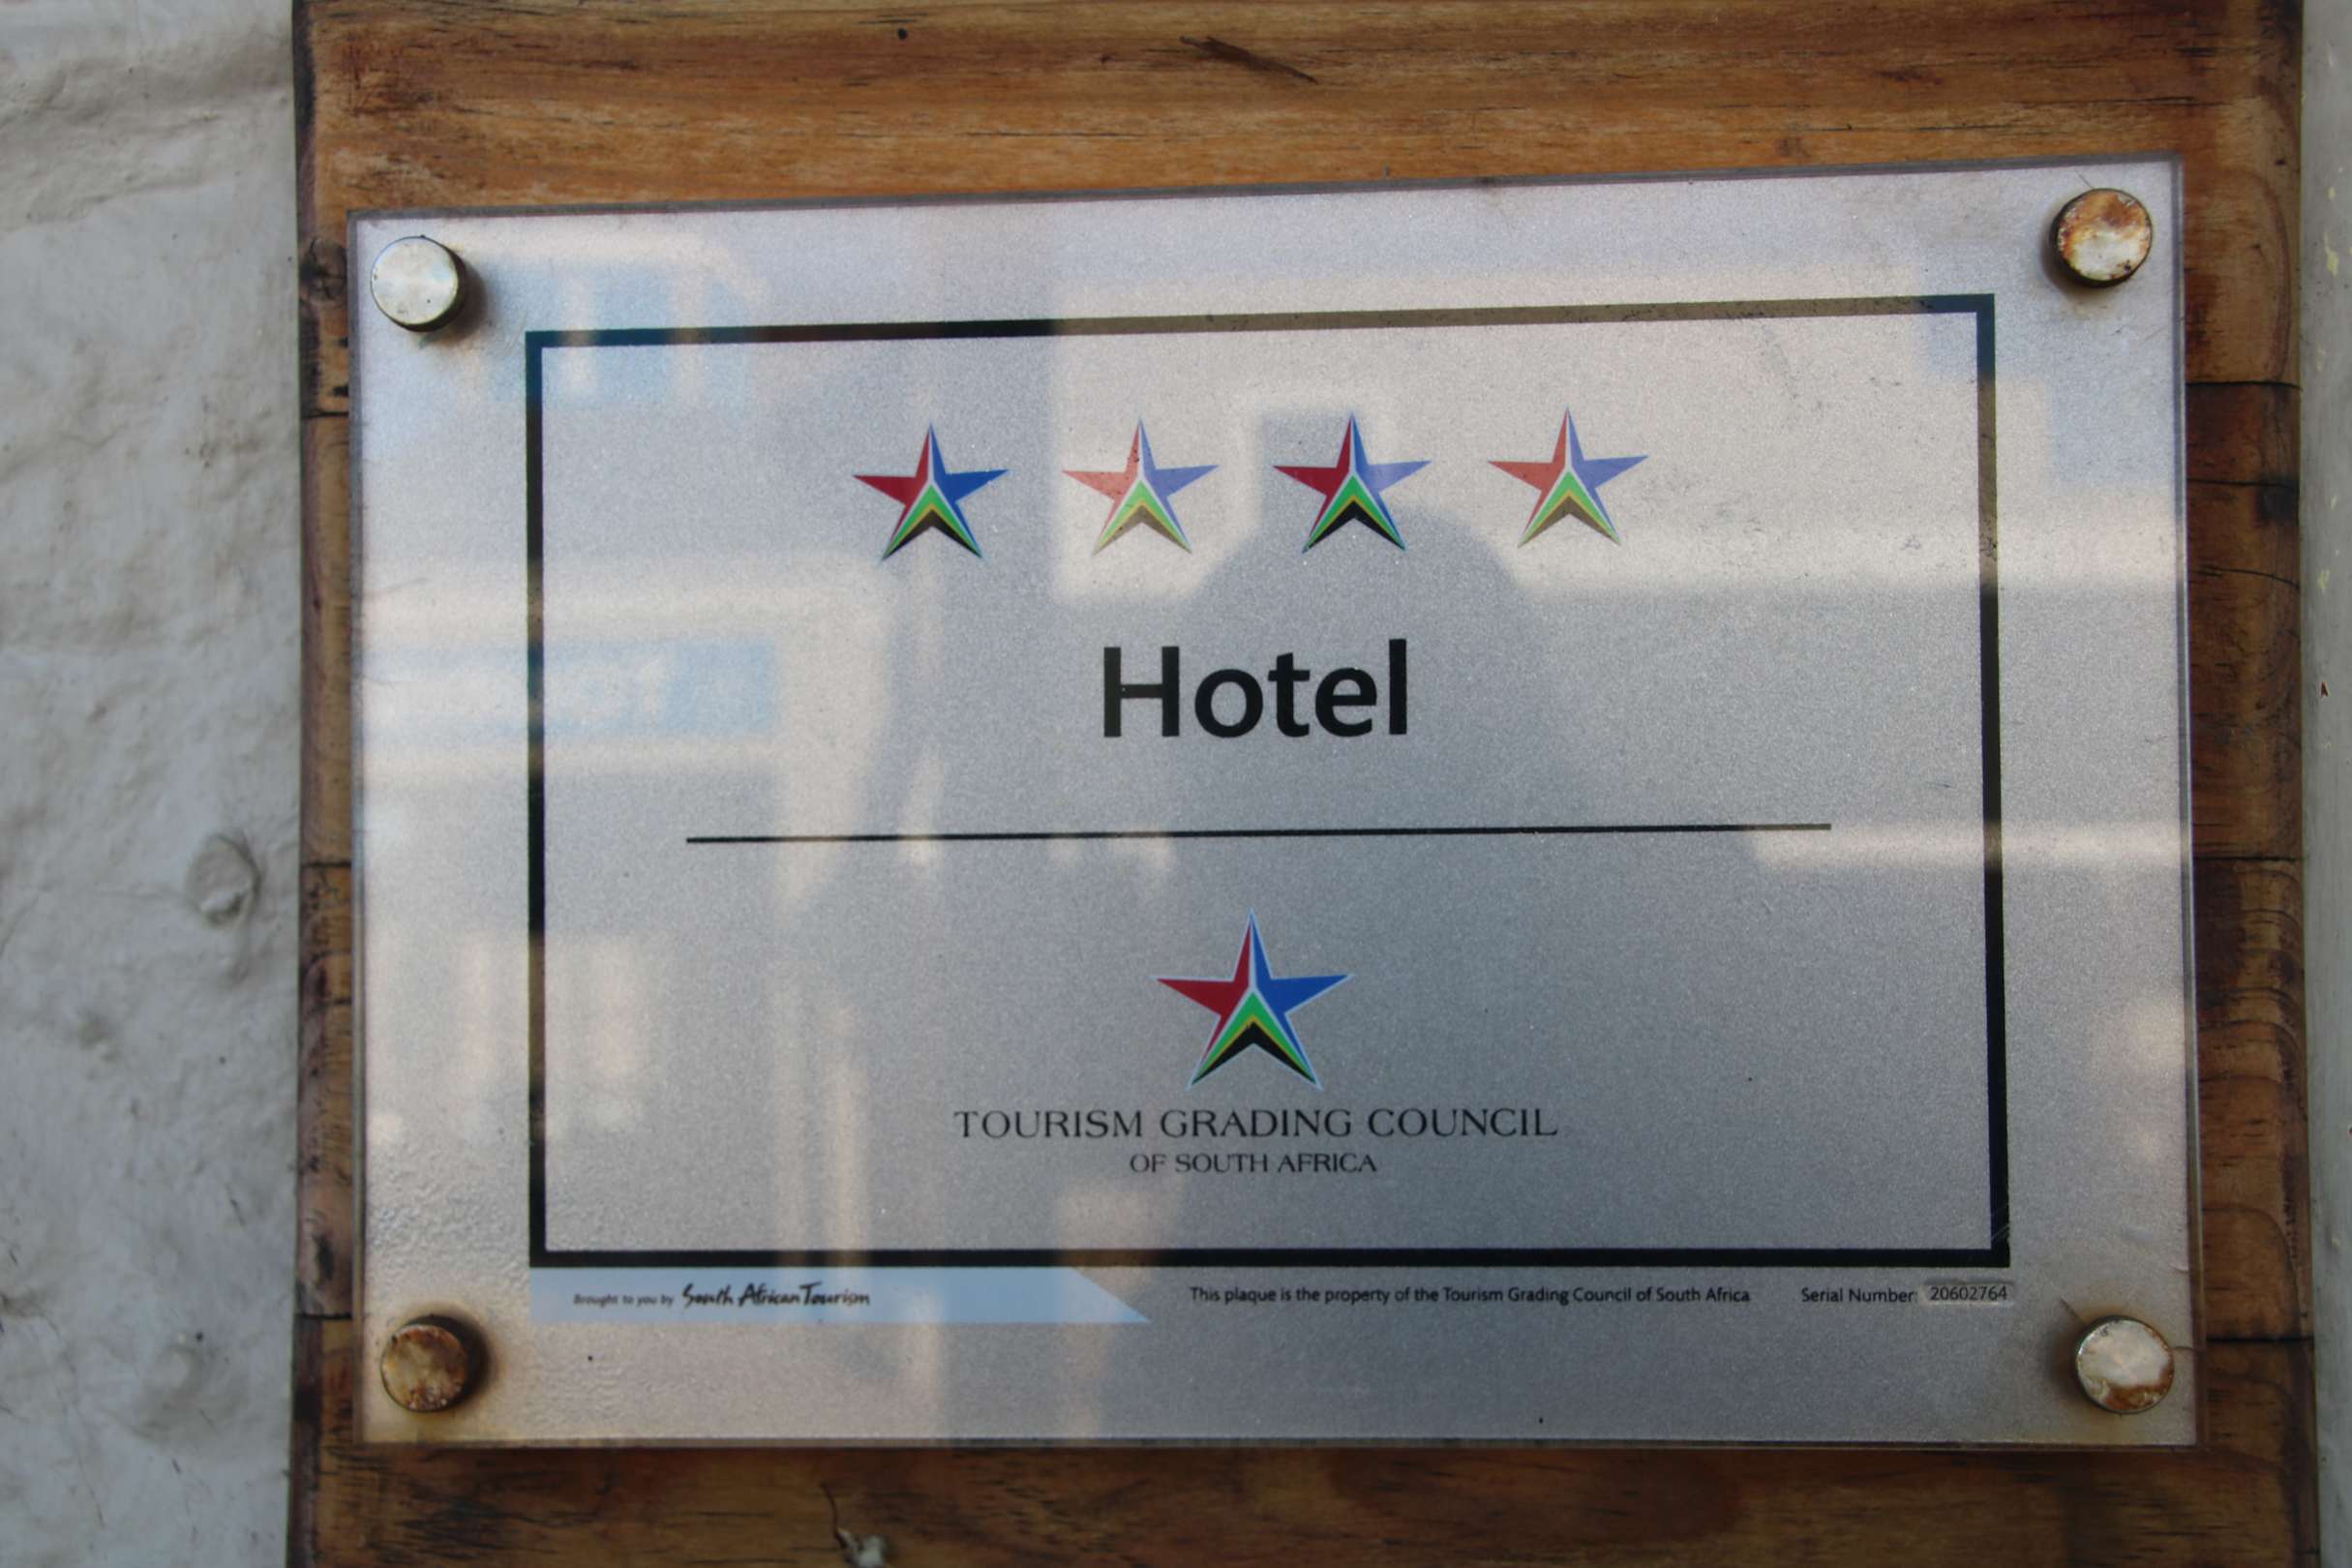 Hotel
TOURISM GRADING COUNCIL
OF SOUTH AFRICA
Brought to you by South African Tourism
This plaque is the property of the Tourism Grading Council of South Africa
Serial Number: 20602764